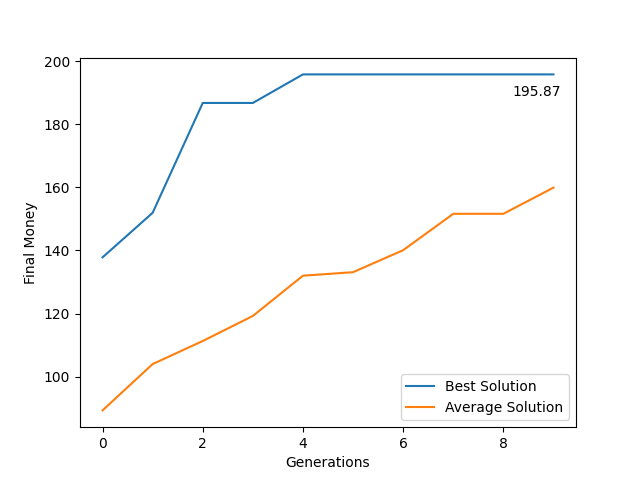 200
180
160
140
120
100
Final Money
195.87
Best Solution
Average Solution
0 2 4 6 8
Generations